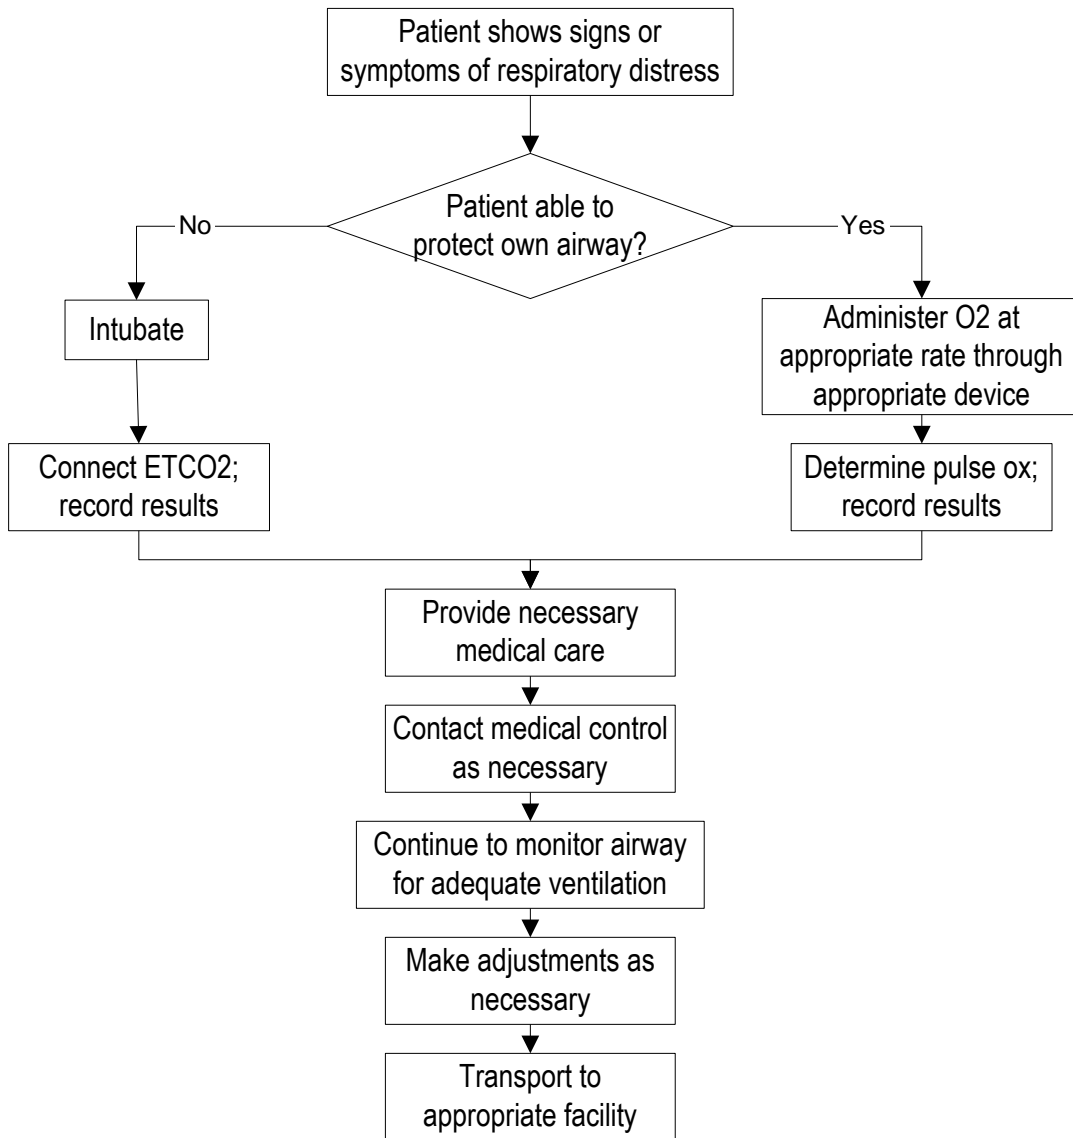 Patient shows signs or
symptoms of respiratory distress
Patient able to
protect own airway?
No
Yes
Intubate
Administer O2 at
appropriate rate through
appropriate device
Connect ETCO2;
record results
Determine pulse ox;
record results
Provide necessary
medical care
Contact medical control
as necessary
Continue to monitor airway
for adequate ventilation
Make adjustments as
necessary
Transport to
appropriate facility